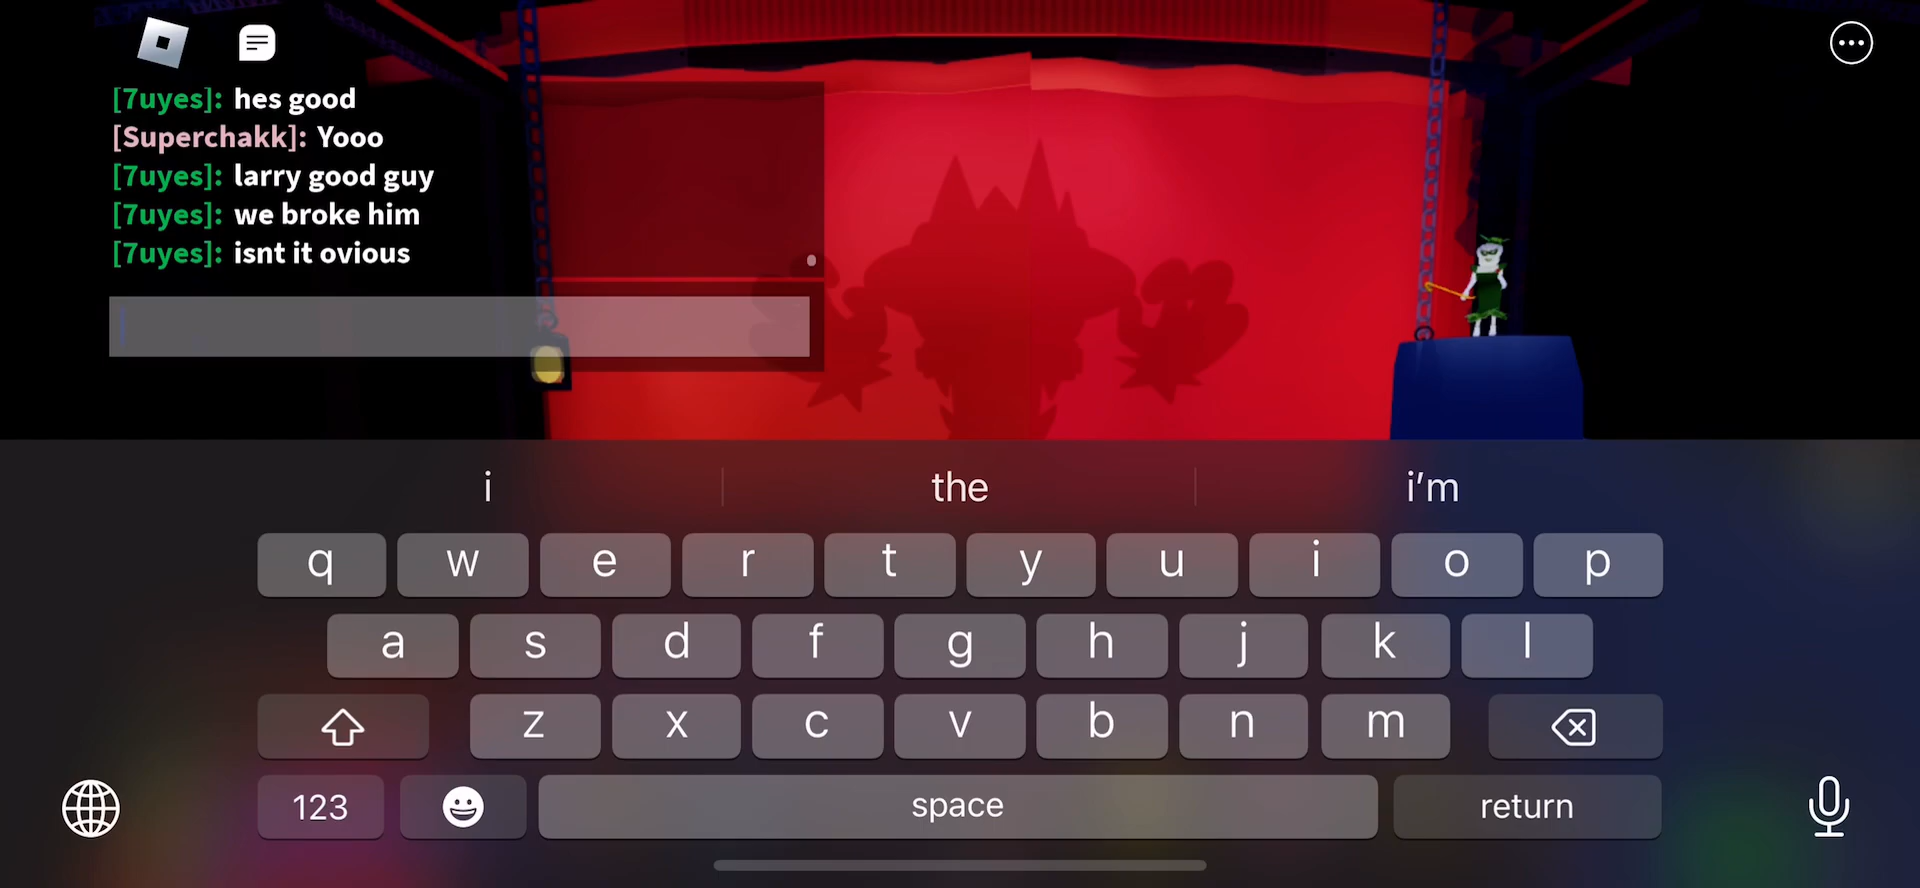 [7uyes]: hes good
[Superchakk]: Yooo
[7uyes]: larry good guy
[7uyes]: we broke him
[7uyes]: isnt it ovious
i the i'm
q w e r t y u i o p
a s d f g h j k l
z x c v b n m
123 space return